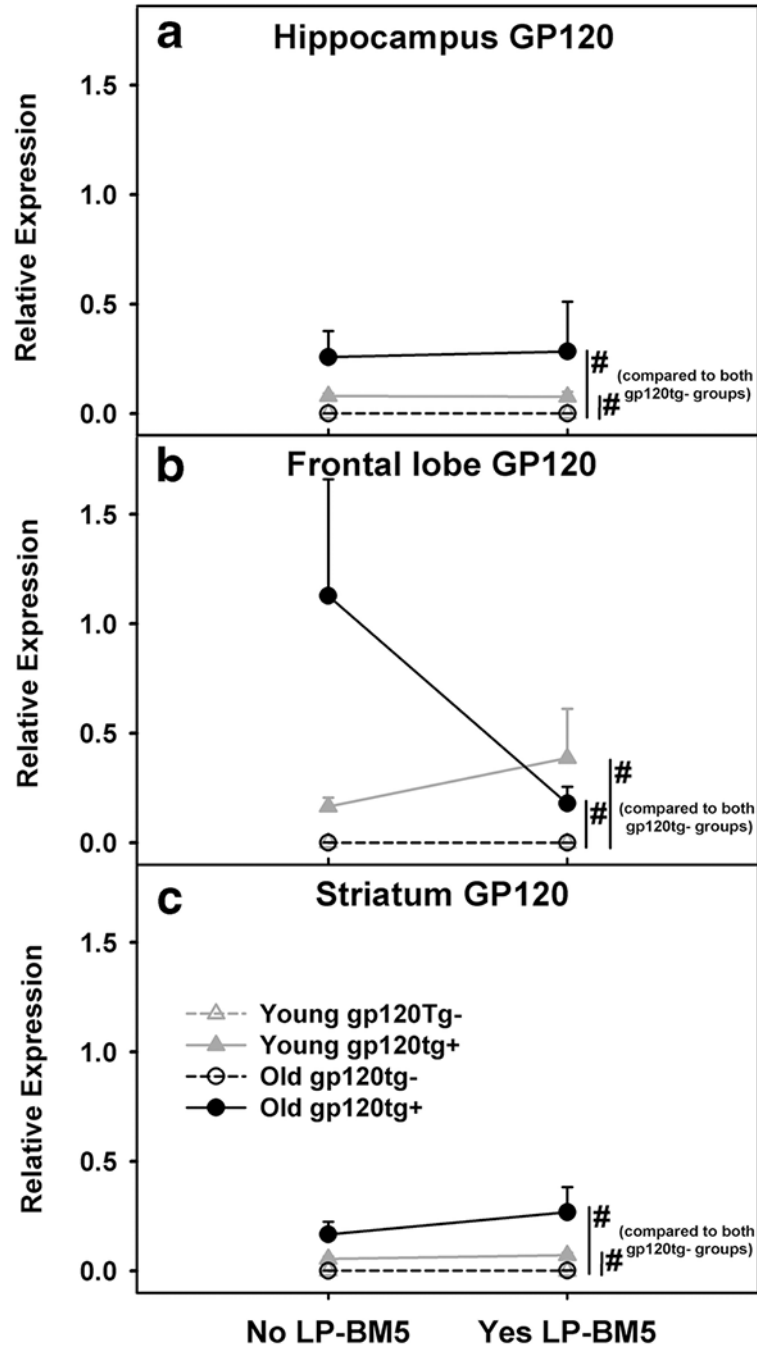 a Hippocampus GP120
1.5
1.0
0.5
0.0
Relative Expression
#
(compared to both
gp120tg- groups)
#
b Frontal lobe GP120
1.5
1.0
0.5
0.0
Relative Expression
#
(compared to both
gp120tg- groups)
#
c Striatum GP120
1.5
1.0
0.5
0.0
Relative Expression
Young gp120Tg-
Young gp120tg+
Old gp120tg-
Old gp120tg+
#
(compared to both
gp120tg- groups)
#
No LP-BM5 Yes LP-BM5